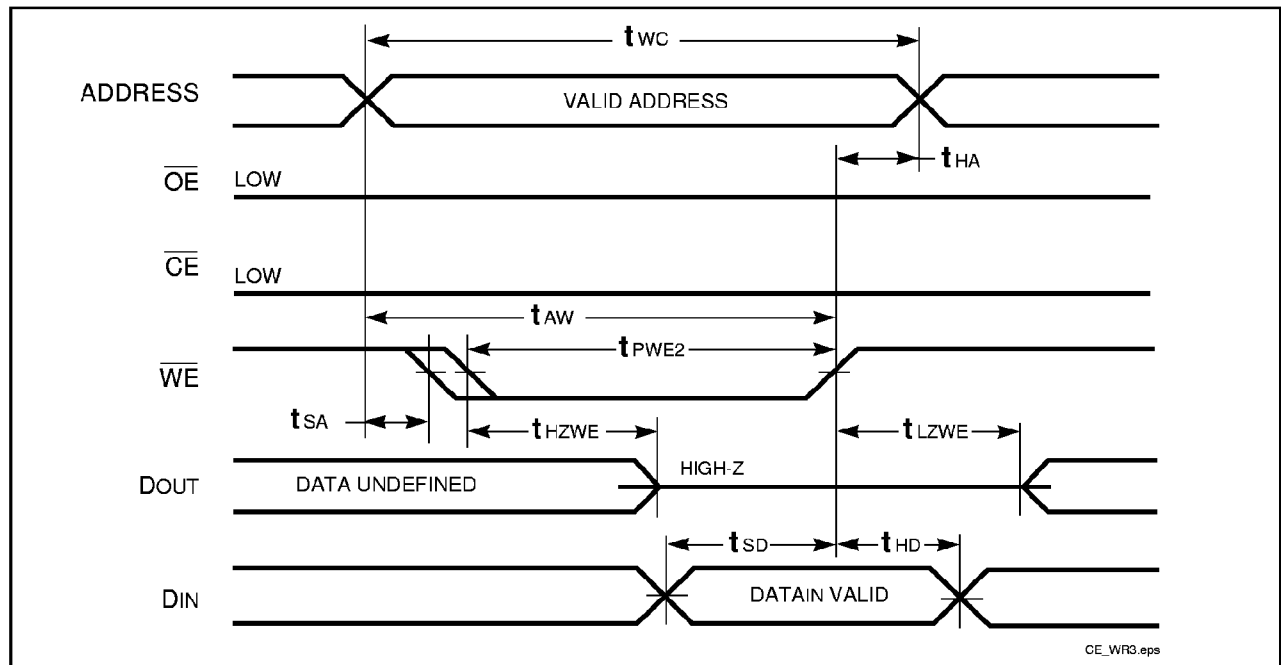 tWC
ADDRESS
VALID ADDRESS
tHA
OE
LOW
CE
LOW
tAW
tPWE2
WE
tSA
tHZWE
tLZWE
DOUT
DATA UNDEFINED
HIGH-Z
tSD
tHD
DIN
DATAIN VALID
CE_WR3.eps